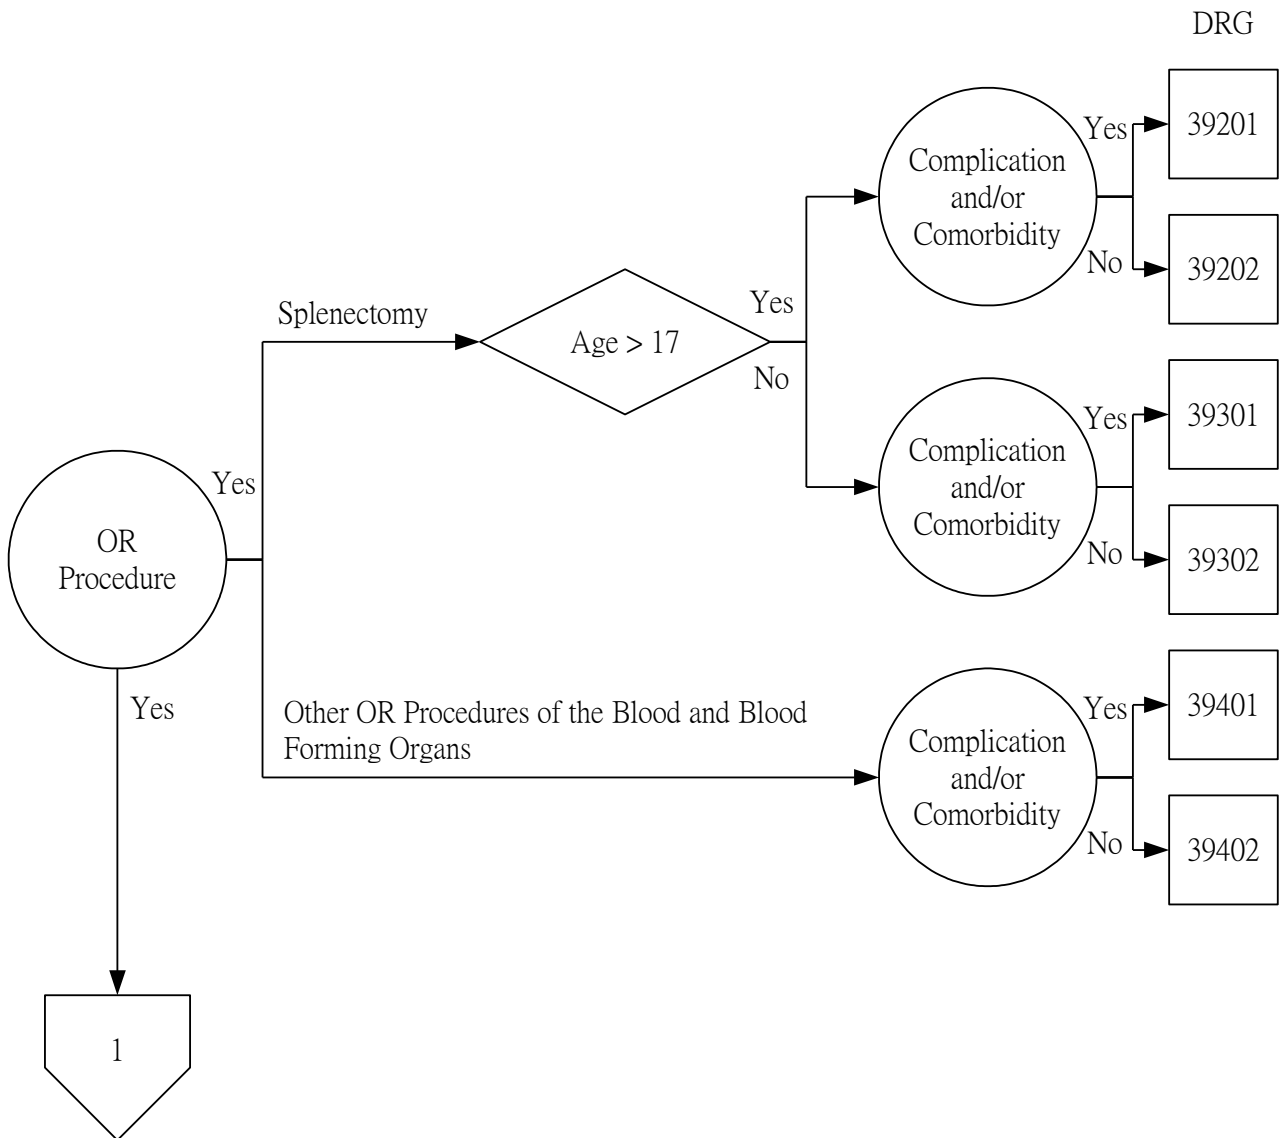 DRG
Complication
and/or
Comorbidity
Yes
39201
No
39202
Splenectomy
Age > 17
Yes
No
Complication
and/or
Comorbidity
Yes
39301
No
39302
OR
Procedure
Yes
Yes
Other OR Procedures of the Blood and Blood
Forming Organs
Complication
and/or
Comorbidity
Yes
39401
No
39402
1